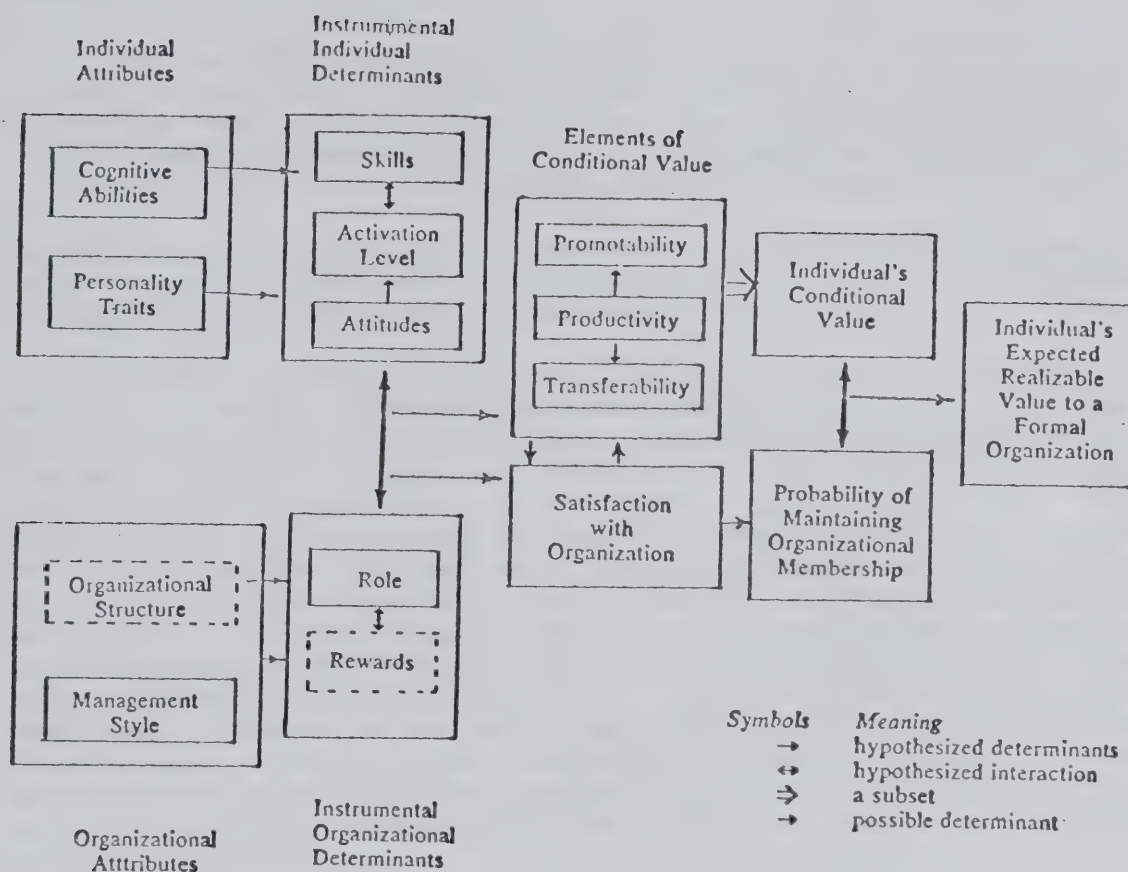 Individual
Attributes
Instrumental
Individual
Determinants
Cognitive
Abilities
Personality
Traits
Skills
Activation
Level
Attitudes
Elements of
Conditional Value
Promotability
Productivity
Transferability
Individual's
Conditional
Value
Individual's
Expected
Realizable
Value to a
Formal
Organization
Satisfaction
with
Organization
Probability of
Maintaining
Organizational
Membership
Organizational
Structure
Management
Style
Role
Rewards
Organizational
Atttributes
Instrumental
Organizational
Determinants
Symbols Meaning
→ hypothesized determinants
↔ hypothesized interaction
⇒ a subset
→ possible determinant